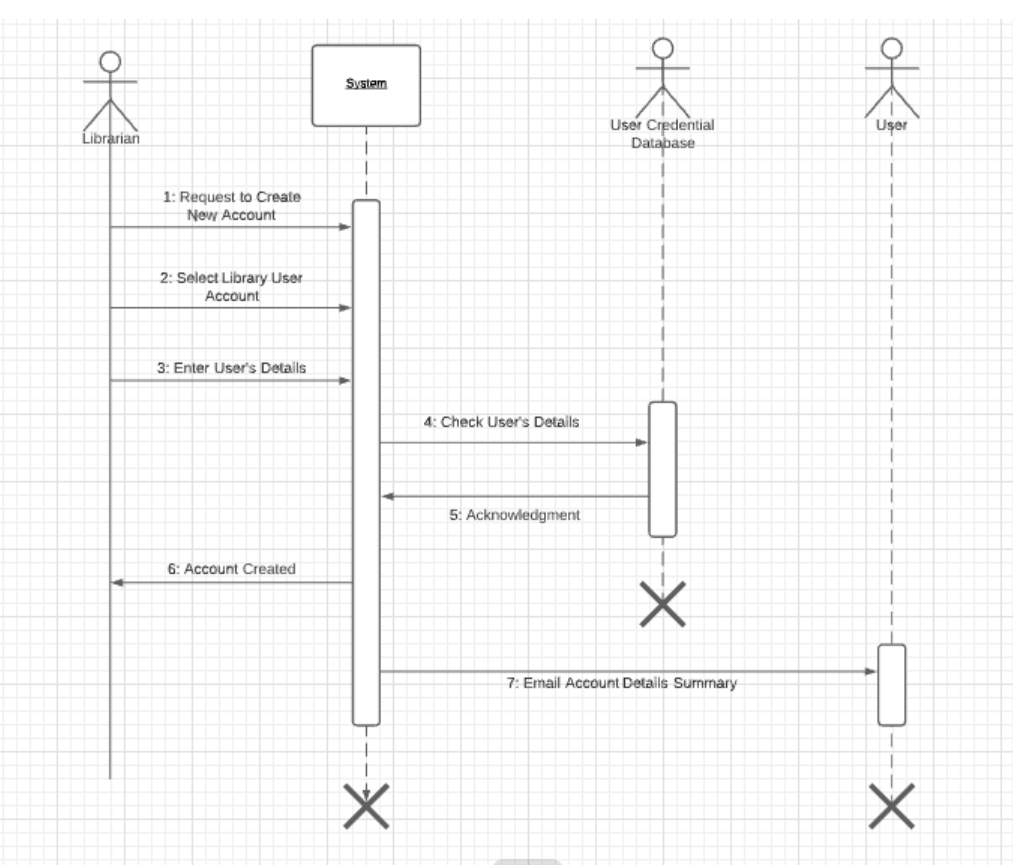 System
Librarian
User Credential
Database
User
1: Request to Create
New Account
2: Select Library User
Account
3: Enter User's Details
4: Check User's Details
5: Acknowledgment
6: Account Created
7: Email Account Details Summary